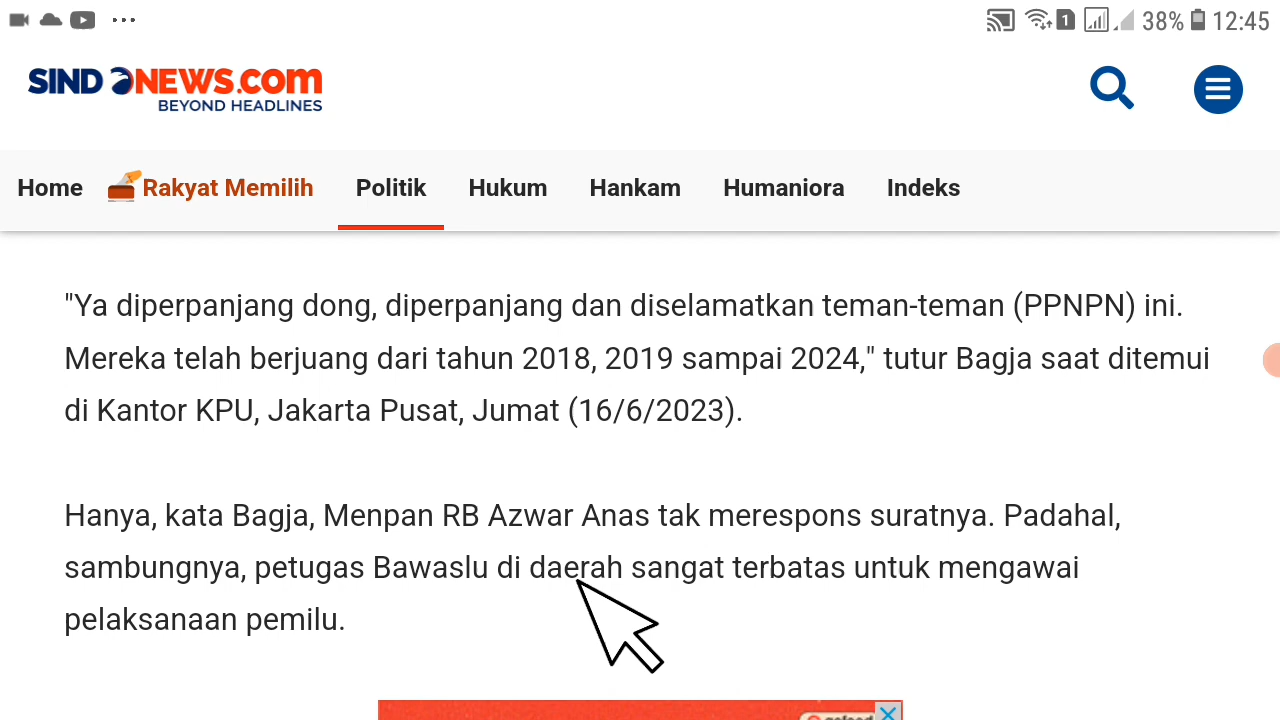 1 38% 12:45
SINDONEWS.com
BEYOND HEADLINES
Home Rakyat Memilih Politik Hukum Hankam Humaniora Indeks
"Ya diperpanjang dong, diperpanjang dan diselamatkan teman-teman (PPNPN) ini.
Mereka telah berjuang dari tahun 2018, 2019 sampai 2024," tutur Bagja saat ditemui
di Kantor KPU, Jakarta Pusat, Jumat (16/6/2023).
Hanya, kata Bagja, Menpan RB Azwar Anas tak merespons suratnya. Padahal,
sambungnya, petugas Bawaslu di daerah sangat terbatas untuk mengawai
pelaksanaan pemilu.